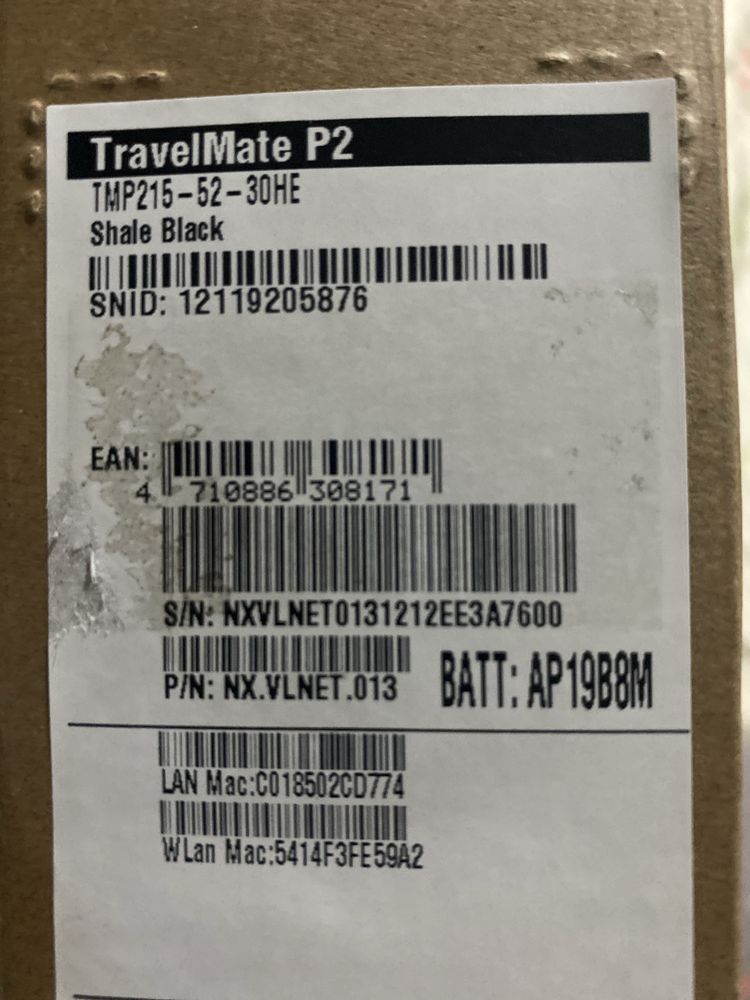 TravelMate P2
TMP215-52-30HE
Shale Black
SNID: 12119205876
EAN:
4 710886 308171
S/N: NXVLNET0131212EE3A7600
P/N: NX.VLNET.013
BATT: AP19B8M
LAN Mac:C018502CD774
WLan Mac:5414F3FE59A2